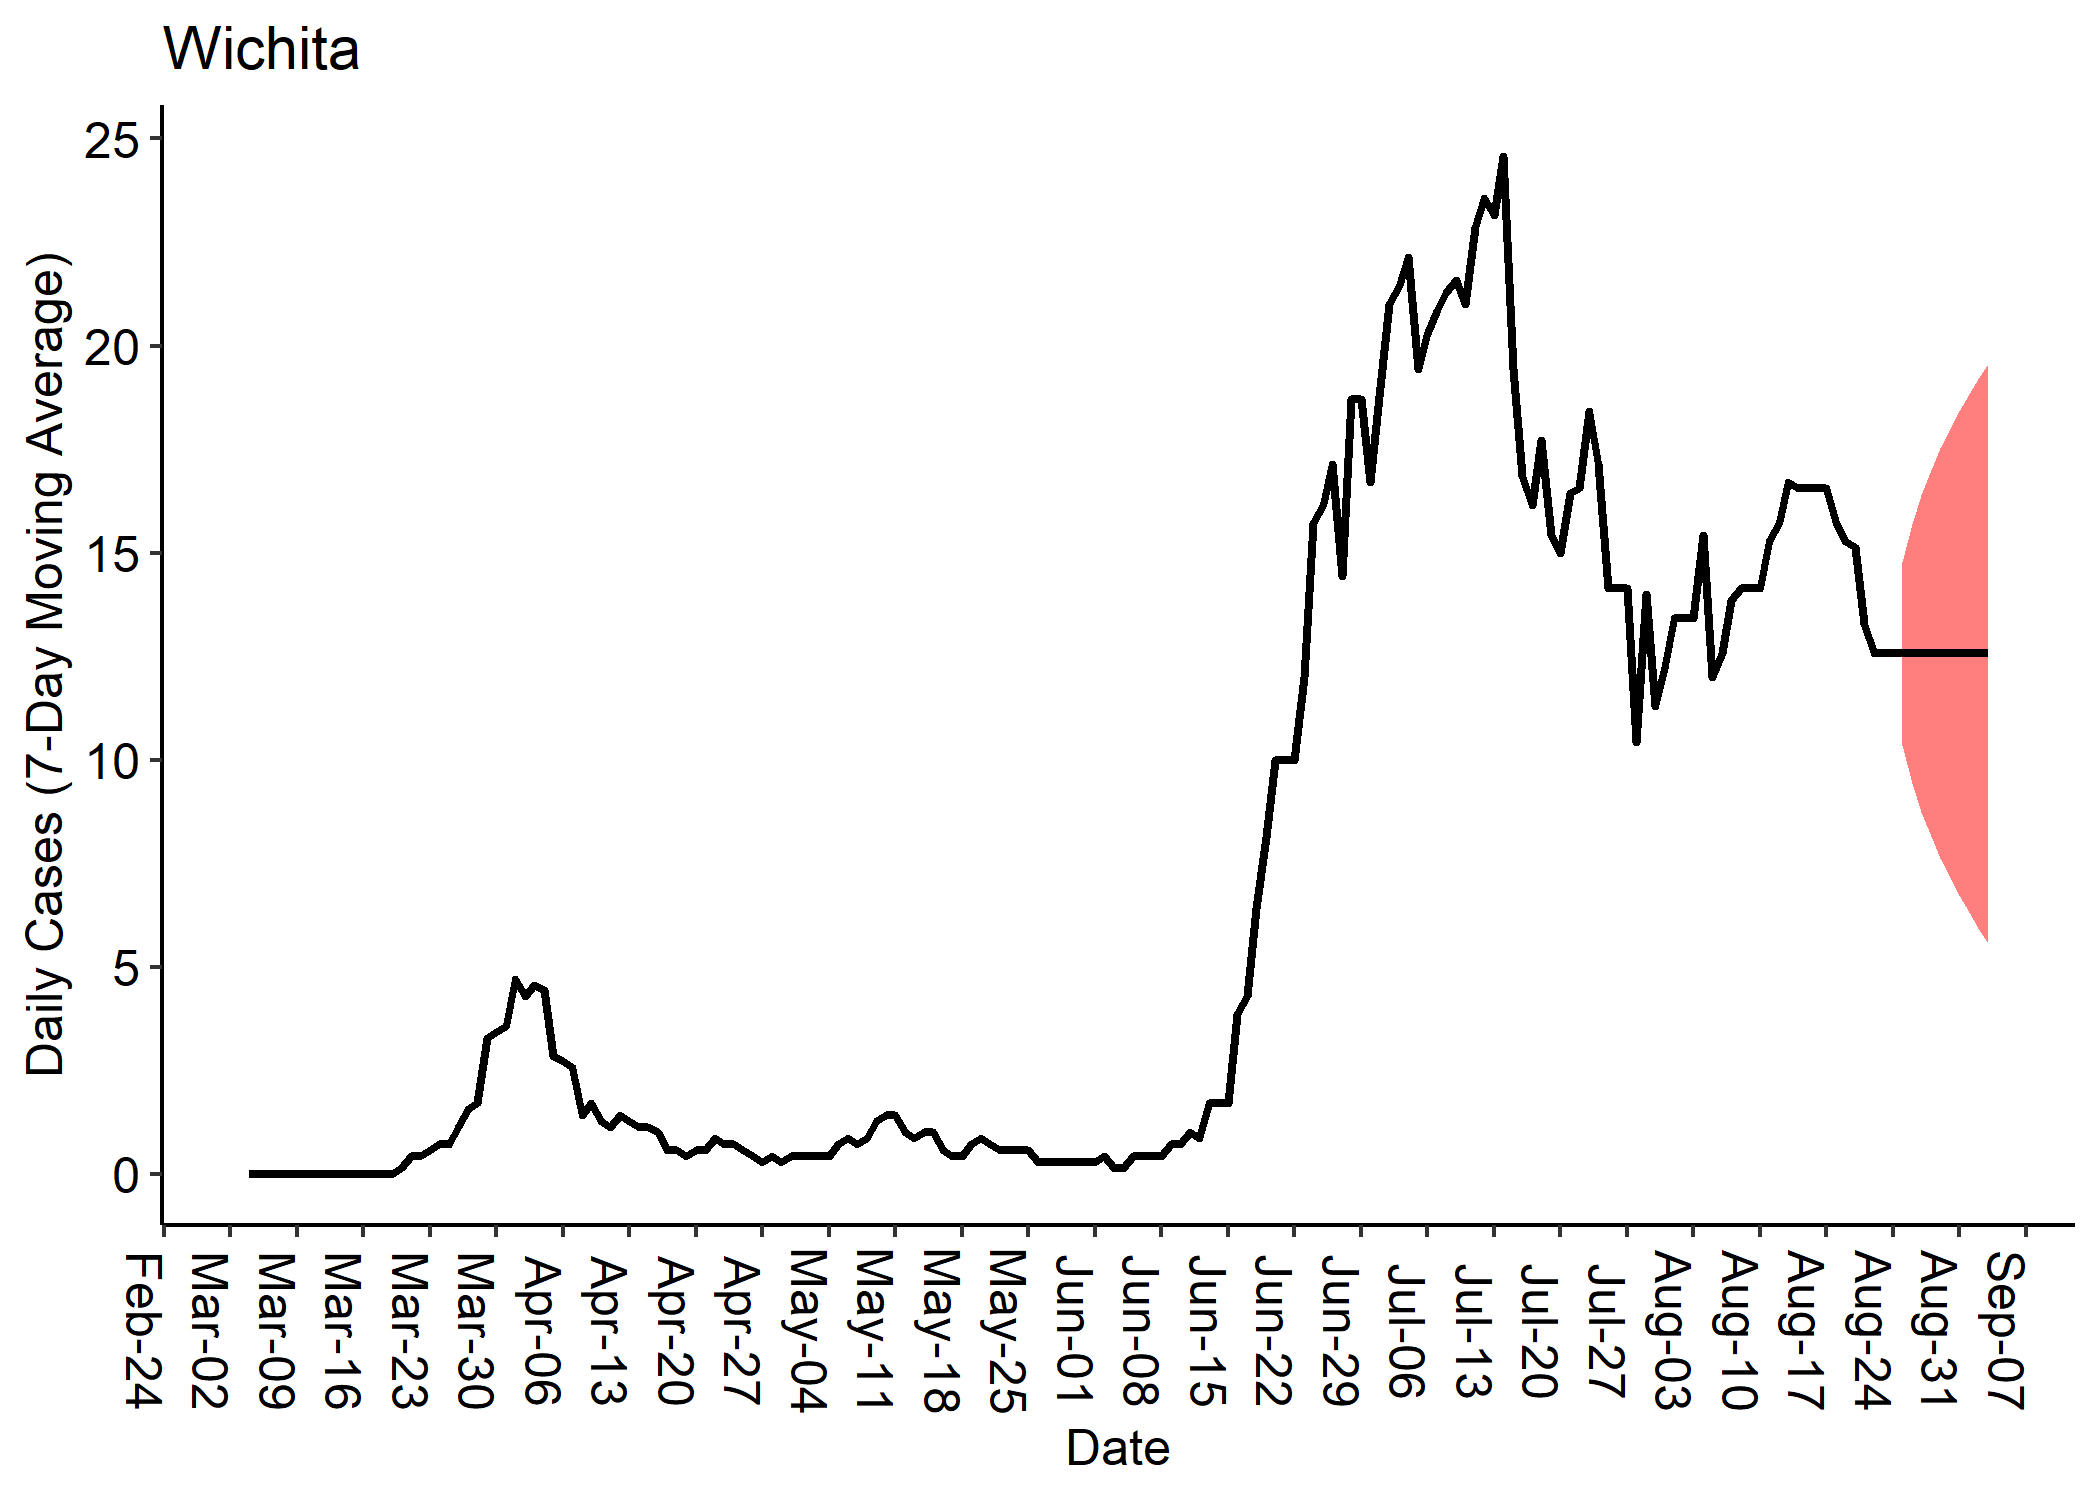 Wichita
Daily Cases (7-Day Moving Average)
25
20
15
10
5
0
Feb-24
Mar-02
Mar-09
Mar-16
Mar-23
Mar-30
Apr-06
Apr-13
Apr-20
Apr-27
May-04
May-11
May-18
May-25
Jun-01
Jun-08
Jun-15
Jun-22
Jun-29
Jul-06
Jul-13
Jul-20
Jul-27
Aug-03
Aug-10
Aug-17
Aug-24
Aug-31
Sep-07
Date